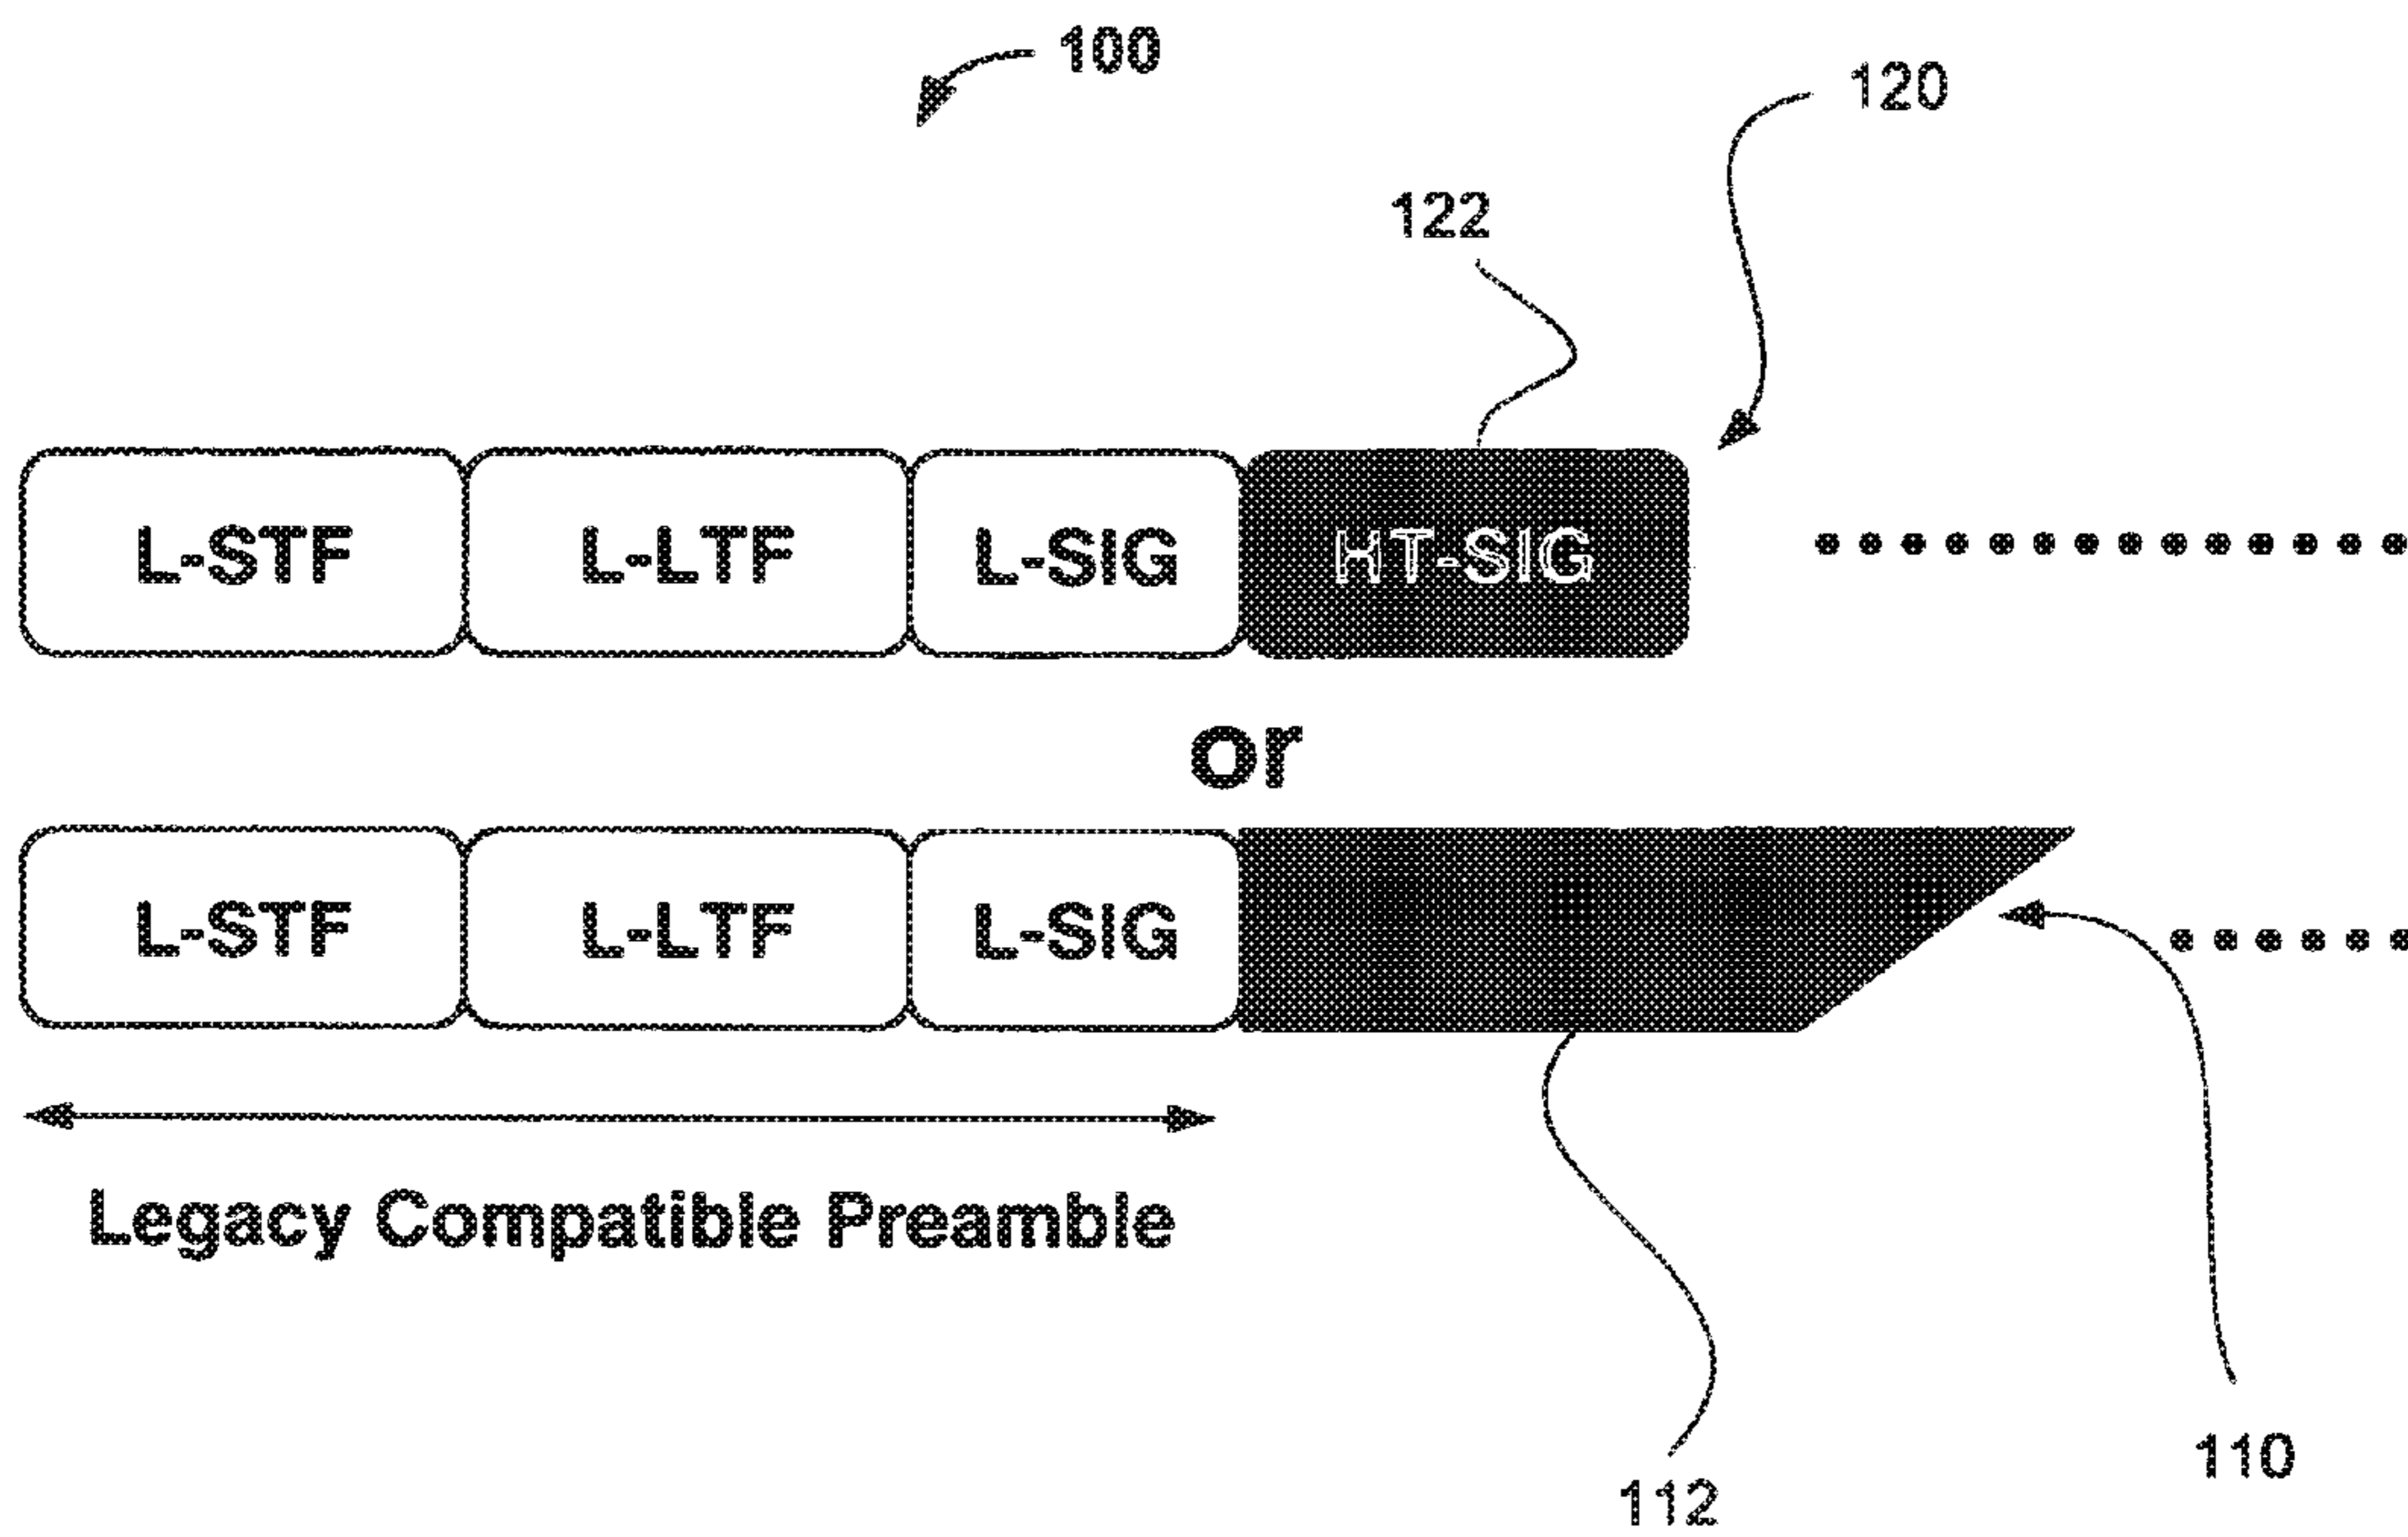 100
120
122
L-STF L-LTF L-SIG HT-SIG
or
L-STF L-LTF L-SIG
Legacy Compatible Preamble
110
112